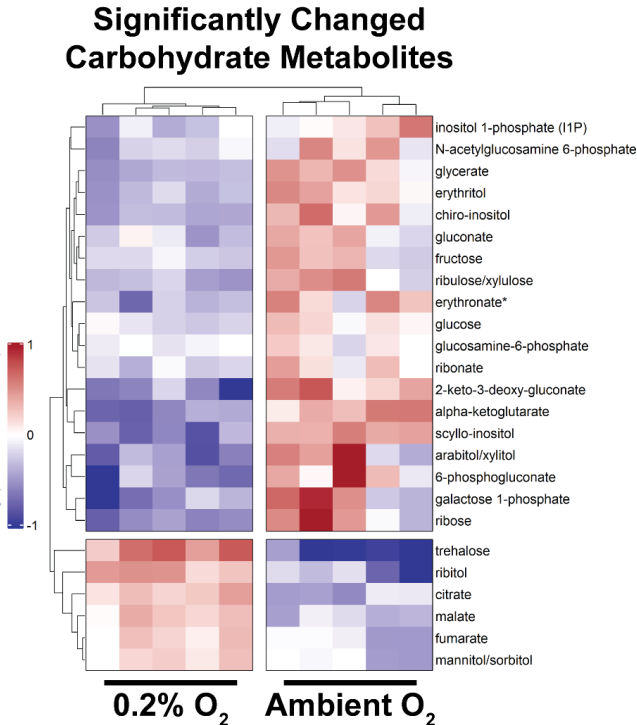 Significantly Changed
Carbohydrate Metabolites
inositol 1-phosphate (I1P)
N-acetylglucosamine 6-phosphate
glycerate
erythritol
chiro-inositol
gluconate
fructose
ribulose/xylulose
erythronate*
glucose
glucosamine-6-phosphate
ribonate
2-keto-3-deoxy-gluconate
alpha-ketoglutarate
scyllo-inositol
arabitol/xylitol
6-phosphogluconate
galactose 1-phosphate
ribose
1
0
-1
trehalose
ribitol
citrate
malate
fumarate
mannitol/sorbitol
0.2% O₂ Ambient O₂